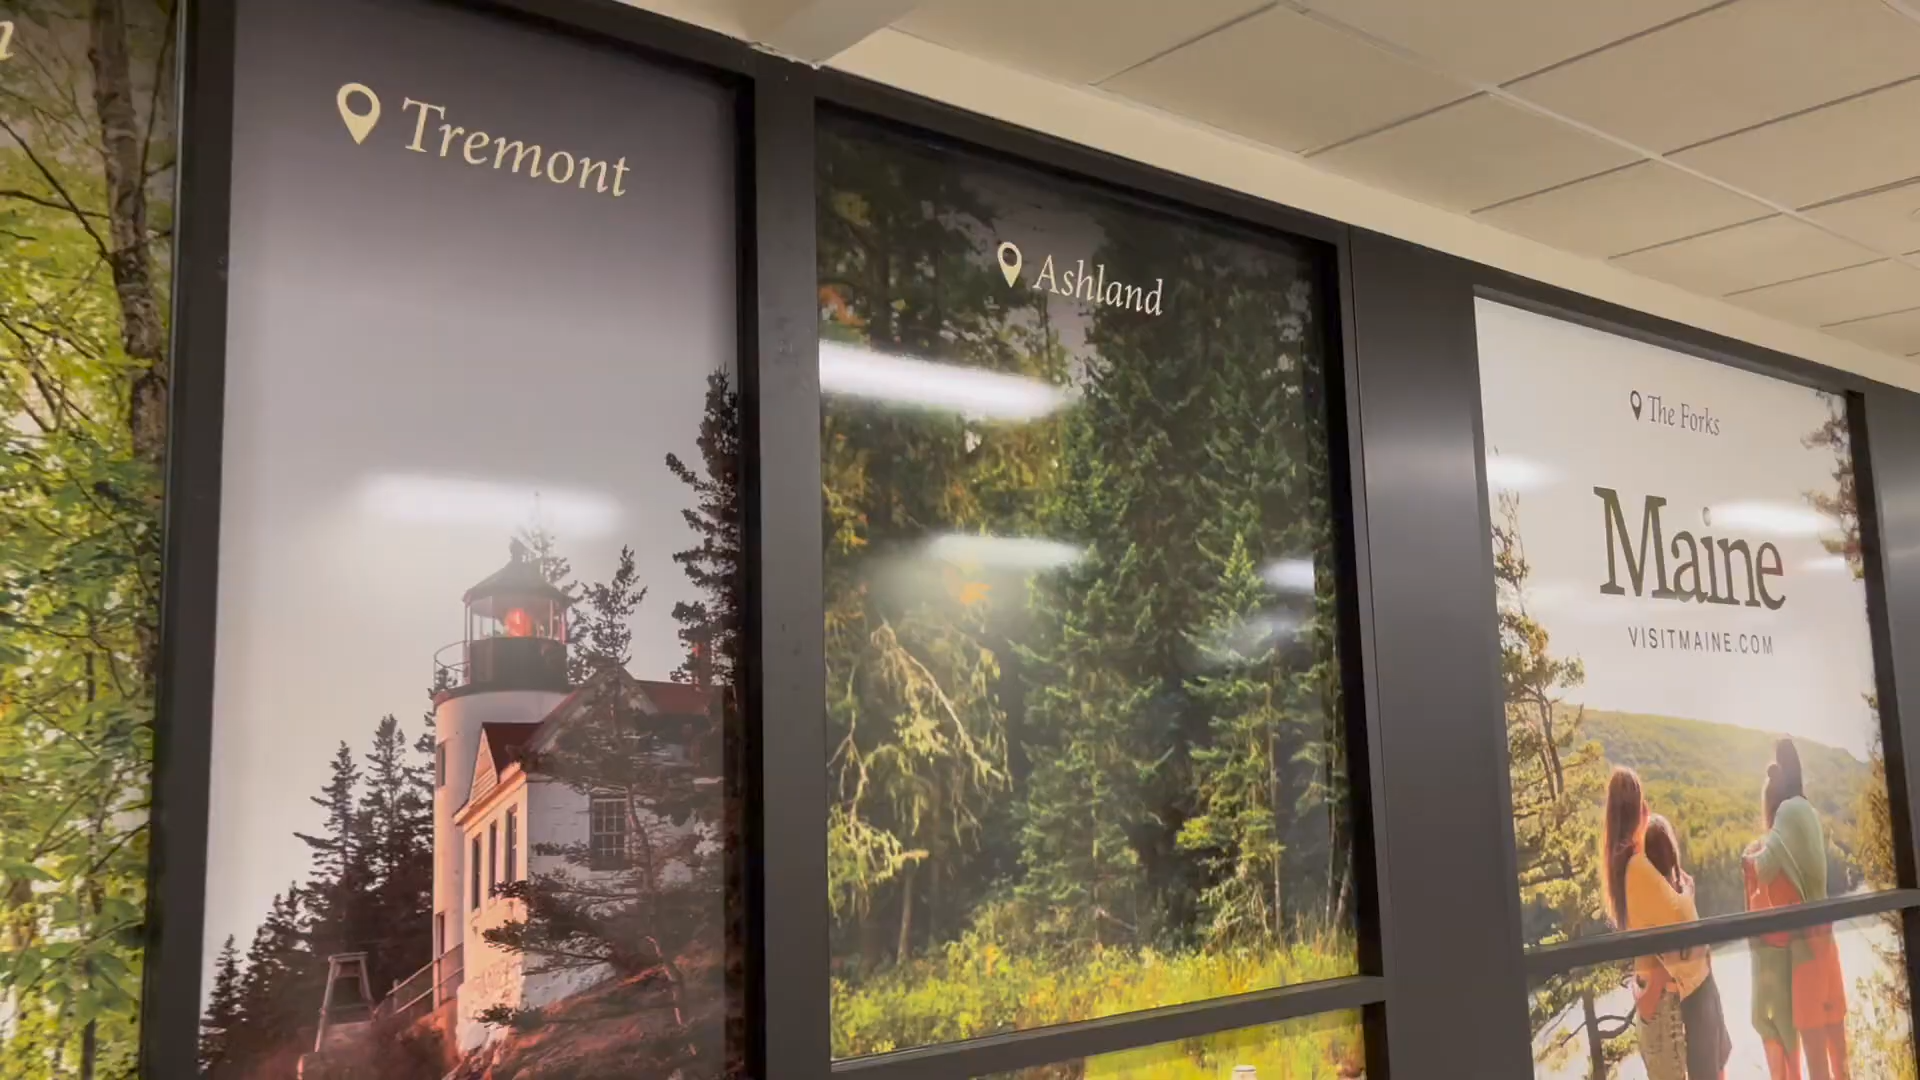 Tremont
Ashland
The Forks
Maine
VISITMAINE.COM